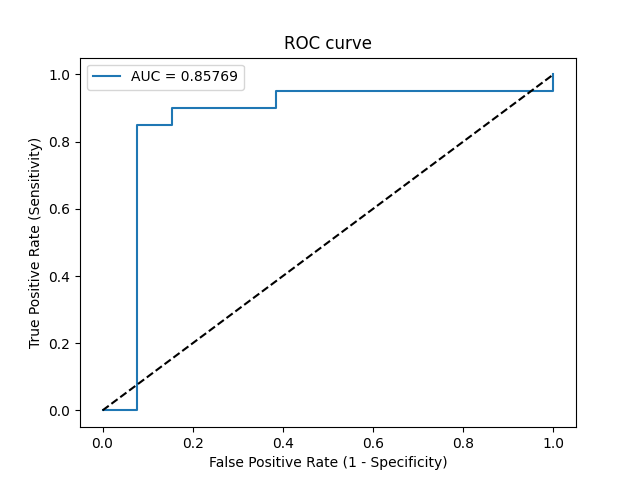 ROC curve
AUC = 0.85769
True Positive Rate (Sensitivity)
1.0
0.8
0.6
0.4
0.2
0.0
0.0 0.2 0.4 0.6 0.8 1.0
False Positive Rate (1 - Specificity)